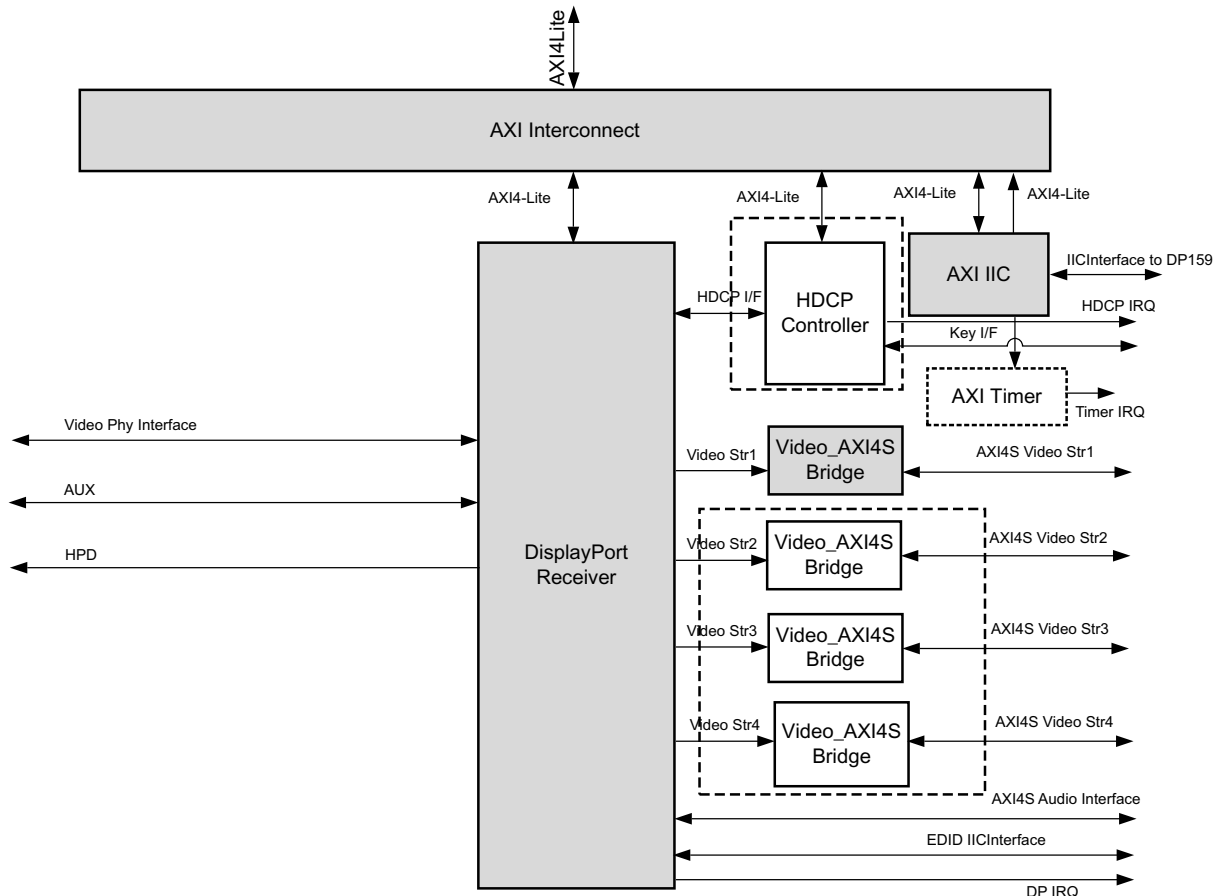 AXI4Lite
AXI Interconnect
AXI4-Lite
AXI4-Lite
AXI4-Lite
AXI4-Lite
AXI IIC
IICInterface to DP159
HDCP I/F
HDCP
Controller
HDCP IRQ
Key I/F
AXI Timer
Timer IRQ
Video Phy Interface
Video Str1
Video_AXI4S
Bridge
AXI4S Video Str1
AUX
DisplayPort
Receiver
HPD
Video Str2
Video_AXI4S
Bridge
AXI4S Video Str2
Video Str3
Video_AXI4S
Bridge
AXI4S Video Str3
Video Str4
Video_AXI4S
Bridge
AXI4S Video Str4
AXI4S Audio Interface
EDID IICInterface
DP IRQ